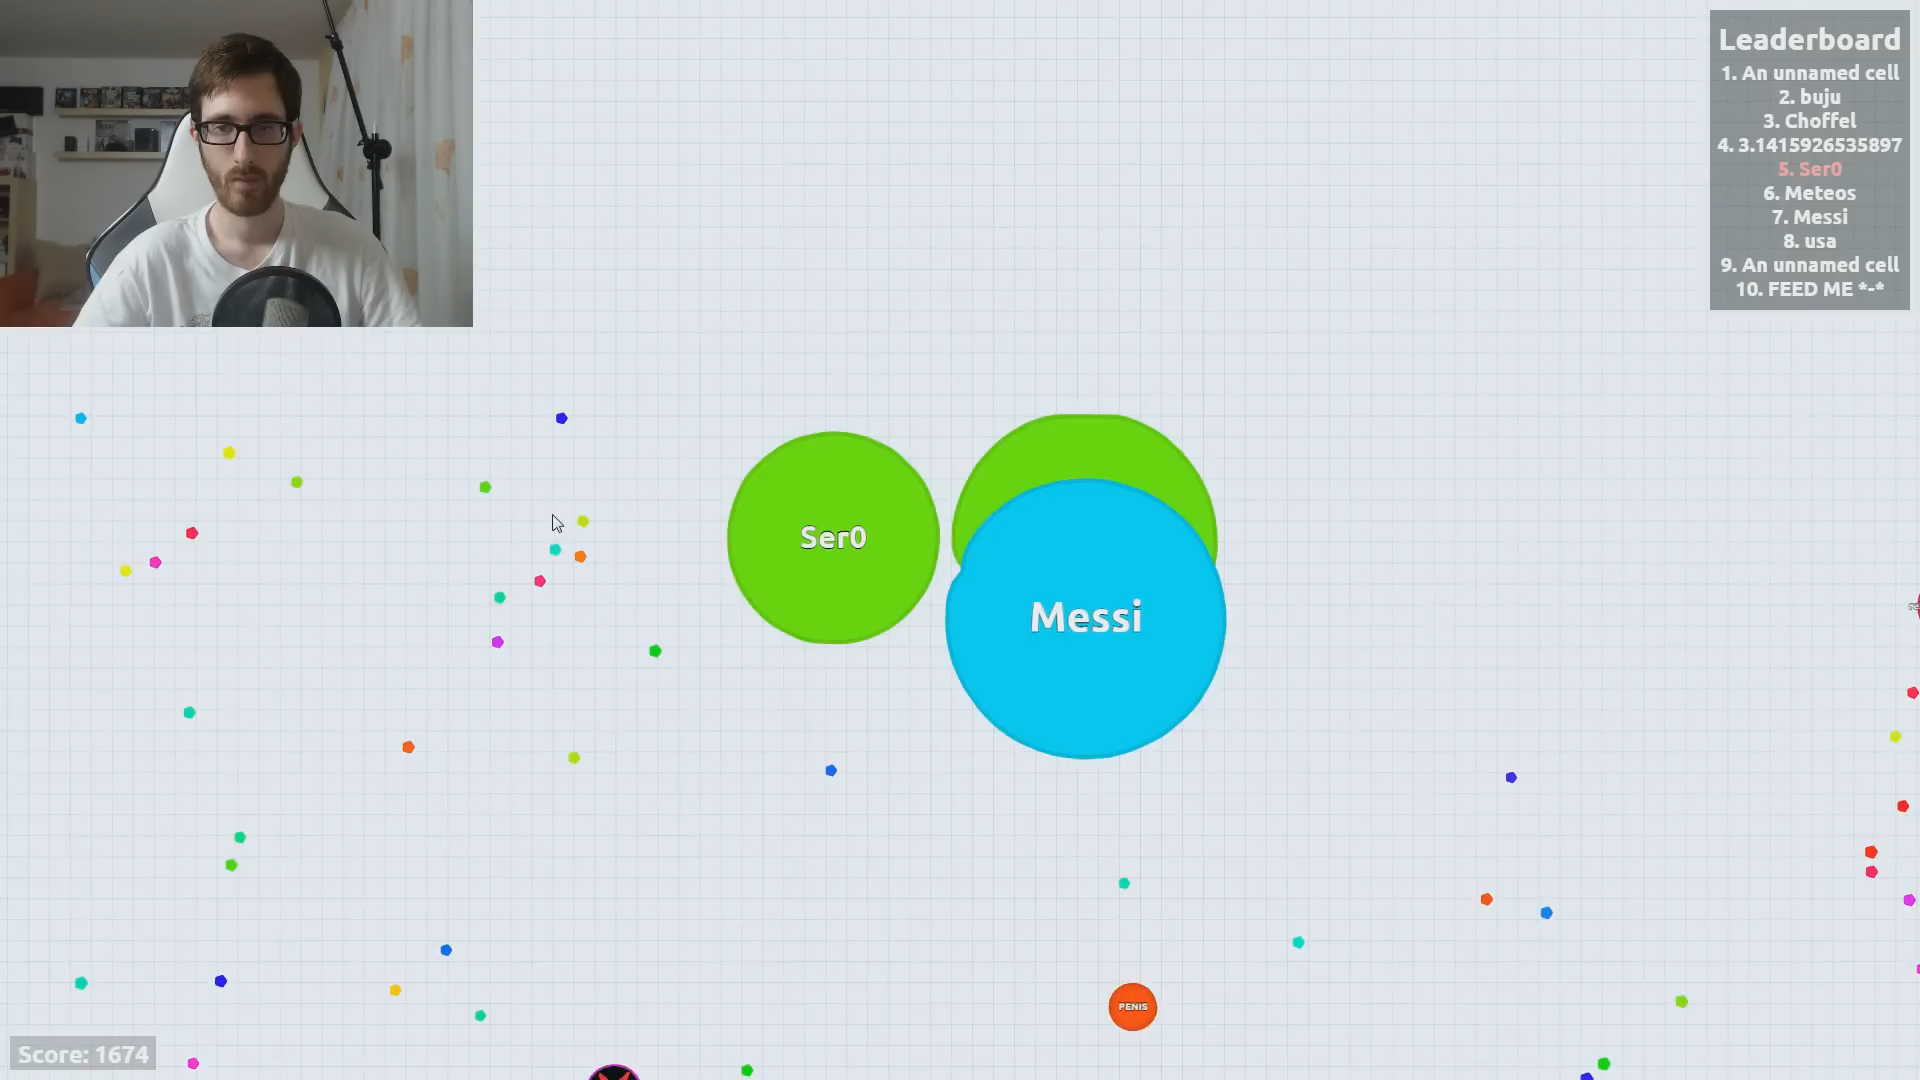 Leaderboard
1. An unnamed cell
2. buju
3. Choffel
4. 3.1415926535897
5. Ser0
6. Meteos
7. Messi
8. usa
9. An unnamed cell
10. FEED ME *-*
Ser0
Messi
PENIS
Score: 1674